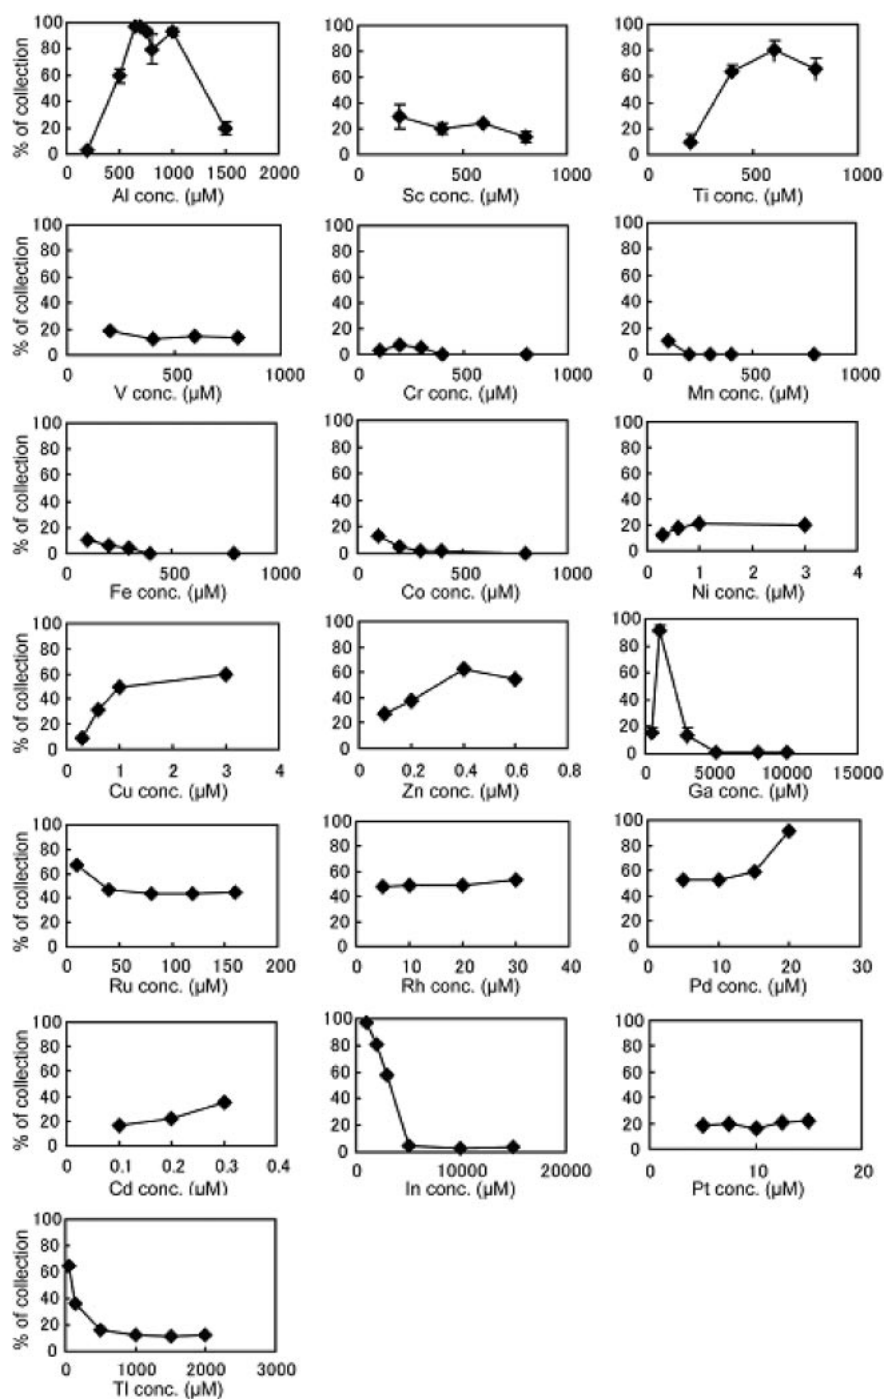 % of collection
100
80
60
40
20
0
0 500 1000 1500 2000
Al conc. (µM)
100
80
60
40
20
0
0 500 1000
Sc conc. (µM)
100
80
60
40
20
0
0 500 1000
Ti conc. (µM)
% of collection
100
80
60
40
20
0
0 500 1000
V conc. (µM)
100
80
60
40
20
0
0 500 1000
Cr conc. (µM)
100
80
60
40
20
0
0 500 1000
Mn conc. (µM)
% of collection
100
80
60
40
20
0
0 500 1000
Fe conc. (µM)
100
80
60
40
20
0
0 500 1000
Co conc. (µM)
100
80
60
40
20
0
0 1 2 3 4
Ni conc. (µM)
% of collection
100
80
60
40
20
0
0 1 2 3 4
Cu conc. (µM)
100
80
60
40
20
0
0 0.2 0.4 0.6 0.8
Zn conc. (µM)
100
80
60
40
20
0
0 5000 10000 15000
Ga conc. (µM)
% of collection
100
80
60
40
20
0
0 50 100 150 200
Ru conc. (µM)
100
80
60
40
20
0
0 10 20 30 40
Rh conc. (µM)
100
80
60
40
20
0
0 10 20 30
Pd conc. (µM)
% of collection
100
80
60
40
20
0
0 0.1 0.2 0.3 0.4
Cd conc. (µM)
100
80
60
40
20
0
0 10000 20000
In conc. (µM)
100
80
60
40
20
0
0 10 20
Pt conc. (µM)
% of collection
100
80
60
40
20
0
0 1000 2000 3000
Tl conc. (µM)